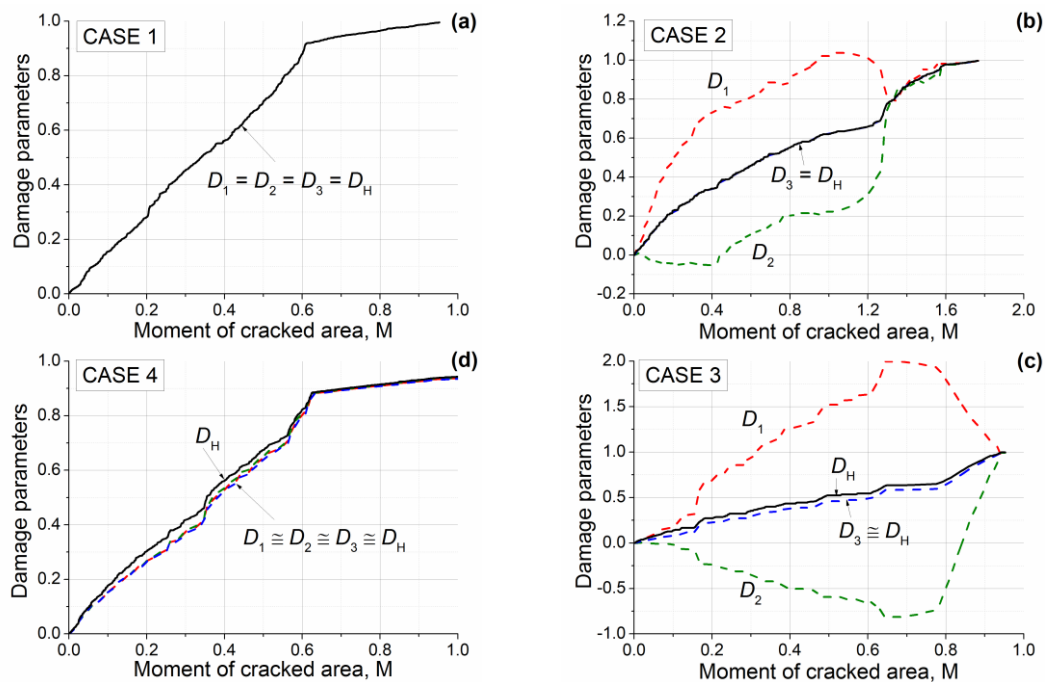 (a)
CASE 1
Damage parameters
1.0
0.8
0.6
0.4
0.2
0.0
D1 = D2 = D3 = DH
0.0 0.2 0.4 0.6 0.8 1.0
Moment of cracked area, M
(b)
CASE 2
Damage parameters
1.2
1.0
0.8
0.6
0.4
0.2
0.0
-0.2
D1
D3 = DH
D2
0.0 0.4 0.8 1.2 1.6 2.0
Moment of cracked area, M
(d)
CASE 4
Damage parameters
1.0
0.8
0.6
0.4
0.2
0.0
DH
D1 ≅ D2 ≅ D3 ≅ DH
0.0 0.2 0.4 0.6 0.8 1.0
Moment of cracked area, M
(c)
CASE 3
Damage parameters
2.0
1.5
1.0
0.5
0.0
-0.5
-1.0
D1
DH
D3 ≅ DH
D2
0.0 0.2 0.4 0.6 0.8 1.0
Moment of cracked area, M